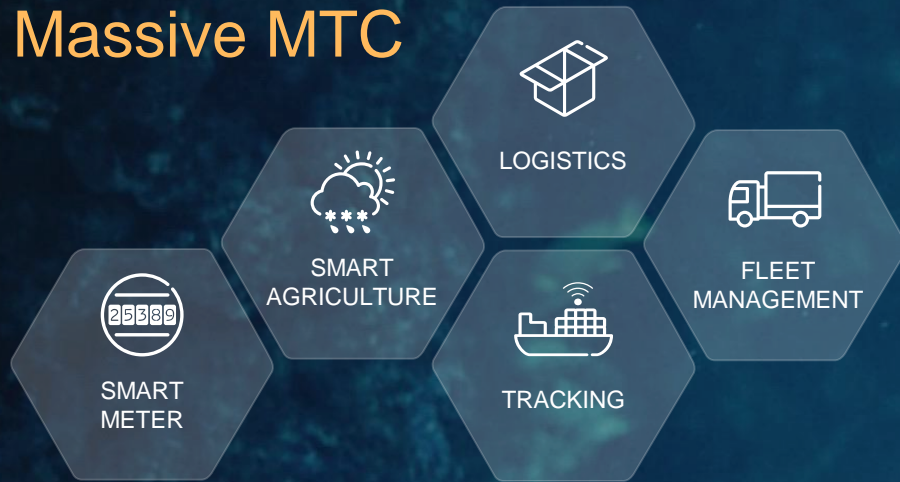 Massive MTC
LOGISTICS
SMART
AGRICULTURE
FLEET
MANAGEMENT
25389
SMART
METER
TRACKING